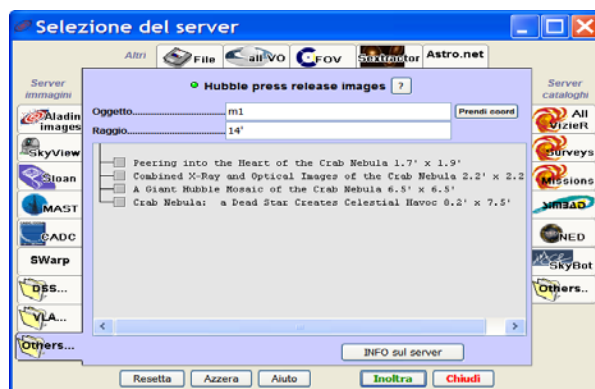 Selezione del server
Altri File all VO FOV Sextractor Astro.net
Server immagini
Server cataloghi
Hubble press release images ?
Oggetto m1 Prendi coord
Raggio 14'
Peering into the Heart of the Crab Nebula 1.7' x 1.9'
Combined X-Ray and Optical Images of the Crab Nebula 2.2' x 2.2
A Giant Hubble Mosaic of the Crab Nebula 6.5' x 6.5'
Crab Nebula: a Dead Star Creates Celestial Havoc 8.2' x 7.5'
Aladin images
SkyView
Sloan
MAST
CADC
SWarp
DSS...
VLA...
Others...
All VizieR
Surveys
Missions
NED
SkyBot
Others..
INFO sul server
Resetta Azzera Aiuto Inoltra Chiudi